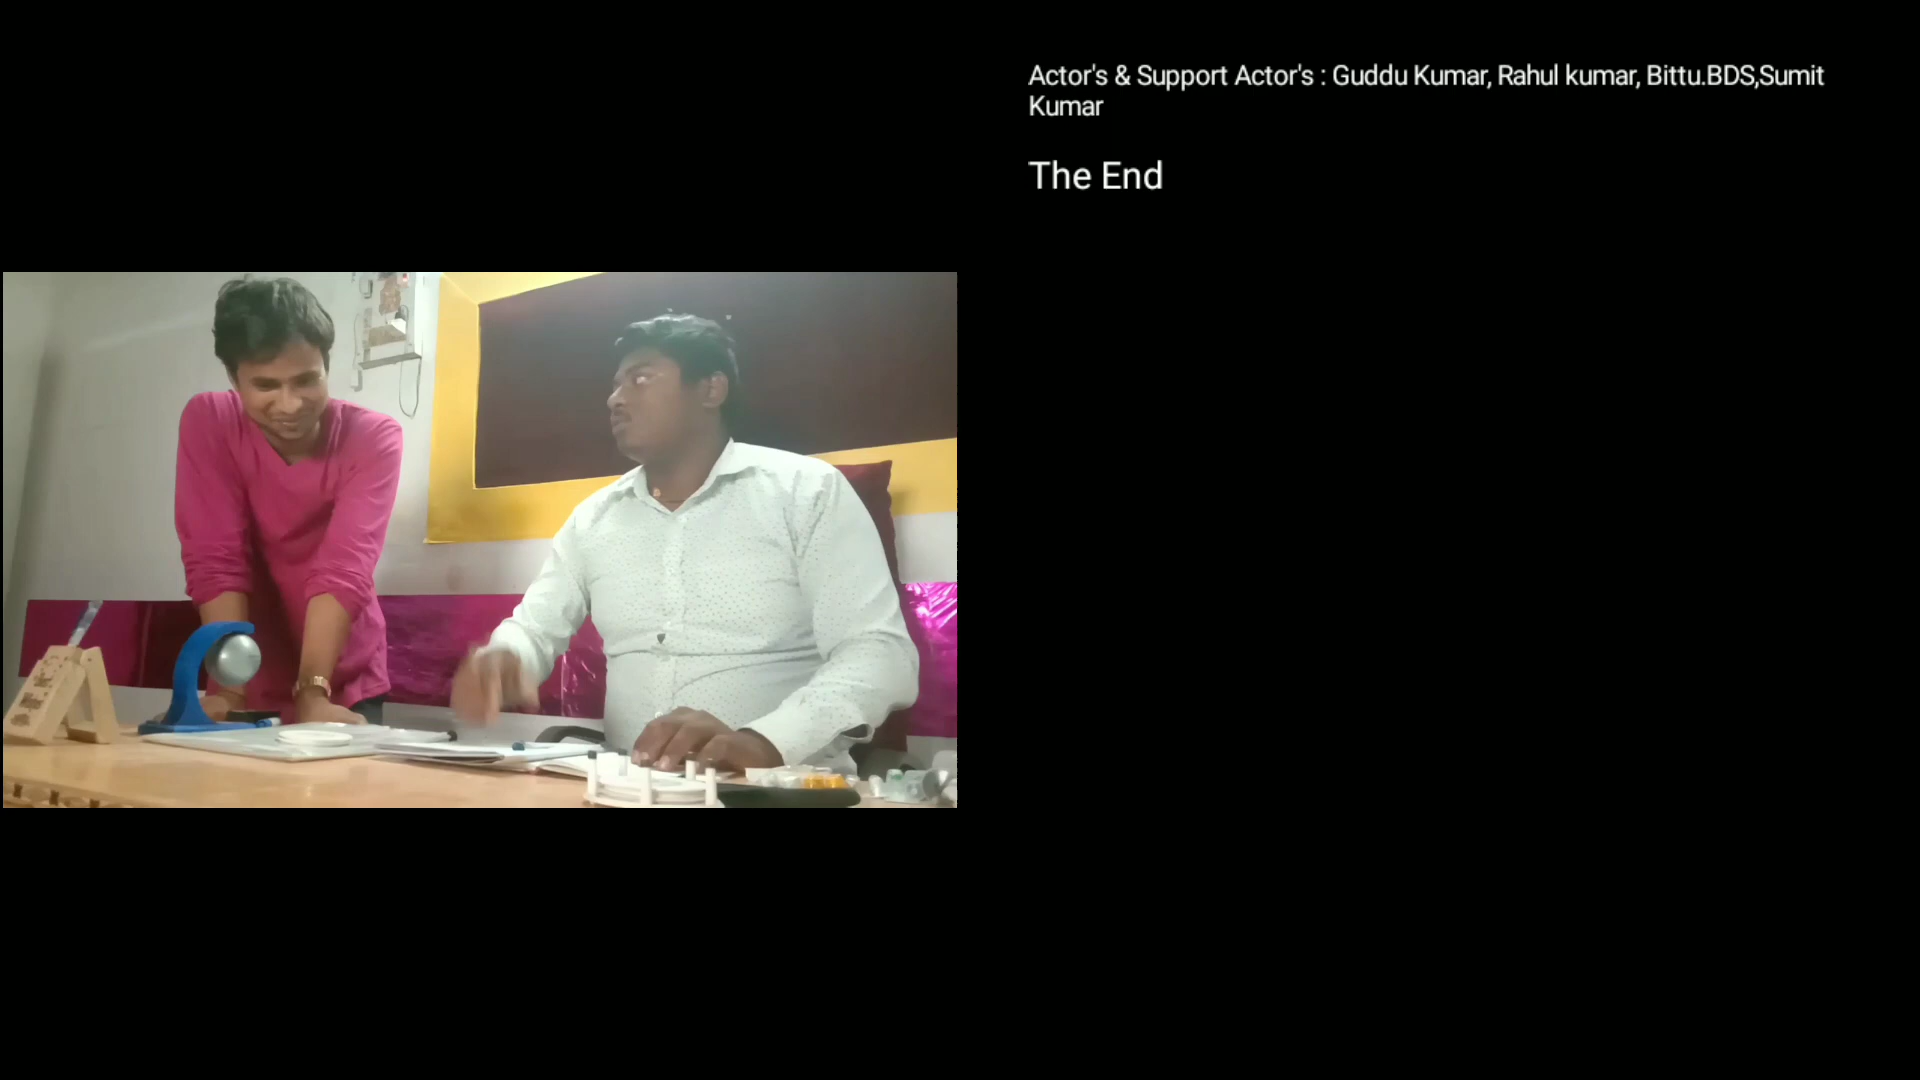 Actor's & Support Actor's : Guddu Kumar, Rahul kumar, Bittu.BDS,Sumit
Kumar
The End